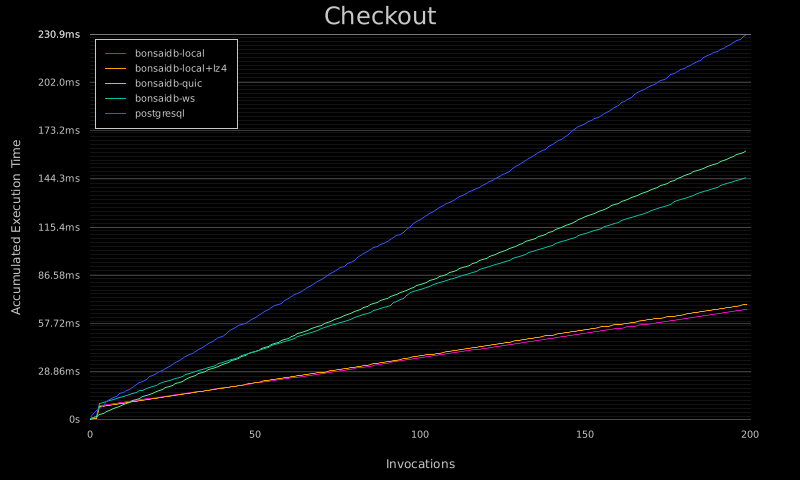 Checkout
230.9ms
202.0ms
173.2ms
144.3ms
115.4ms
86.58ms
57.72ms
28.86ms
0s
Accumulated Execution Time
bonsaidb-local
bonsaidb-local+lz4
bonsaidb-quic
bonsaidb-ws
postgresql
0
50
100
150
200
Invocations